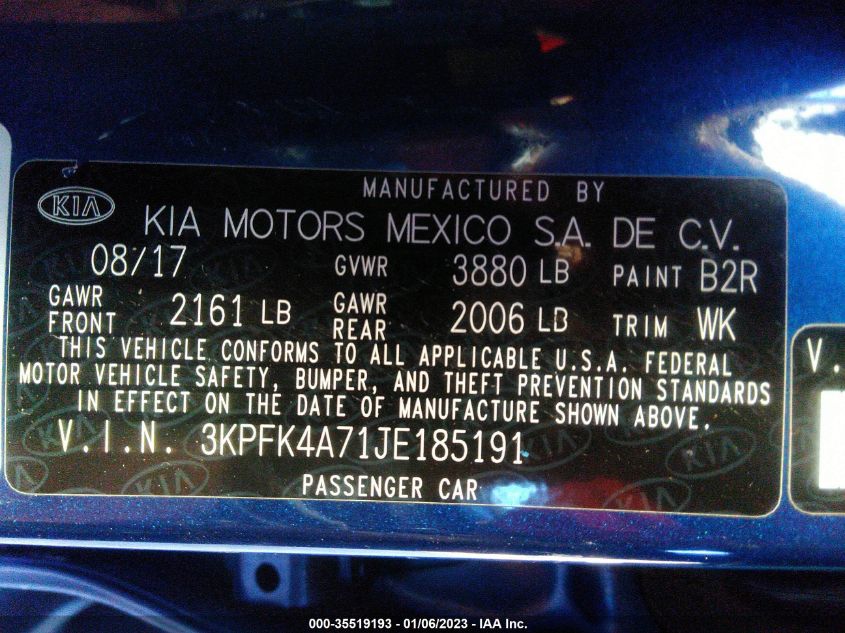 MANUFACTURED BY
KIA
KIA MOTORS MEXICO S.A. DE C.V.
08/17 GVWR 3880 LB PAINT B2R
GAWR FRONT 2161 LB GAWR REAR 2006 LB TRIM WK
THIS VEHICLE CONFORMS TO ALL APPLICABLE U.S.A. FEDERAL
MOTOR VEHICLE SAFETY, BUMPER, AND THEFT PREVENTION STANDARDS
IN EFFECT ON THE DATE OF MANUFACTURE SHOWN ABOVE.
V.I.N. 3KPFK4A71JE185191
PASSENGER CAR
V.
000-35519193 - 01/06/2023 - IAA Inc.